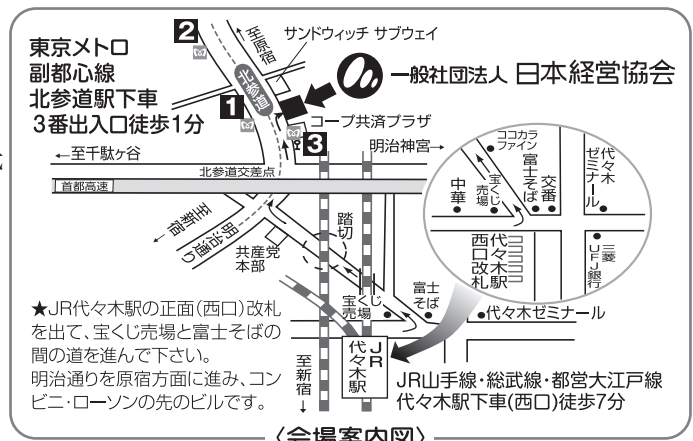 東京メトロ
副都心線
北参道駅下車
3番出入口徒歩1分
2
至原宿
サンドウィッチ サブウェイ
北参道
一般社団法人 日本経営協会
1
3
コープ共済プラザ
←至千駄ヶ谷
明治神宮→
北参道交差点
首都高速
至新宿
明治通り
共産党
本部
踏切
ココカラ
ファイン
中華
宝くじ
売場
富士そば
交番
代々木
ゼミナール
代々木駅
西口改札
三菱
UFJ銀行
★JR代々木駅の正面(西口)改札
を出て、宝くじ売場と富士そばの
間の道を進んで下さい。
明治通りを原宿方面に進み、コン
ビニ・ローソンの先のビルです。
宝くじ
売場
富士
そば
代々木ゼミナール
至新宿→
JR
代々木駅
JR山手線・総武線・都営大江戸線
代々木駅下車(西口)徒歩7分
〈会場案内図〉